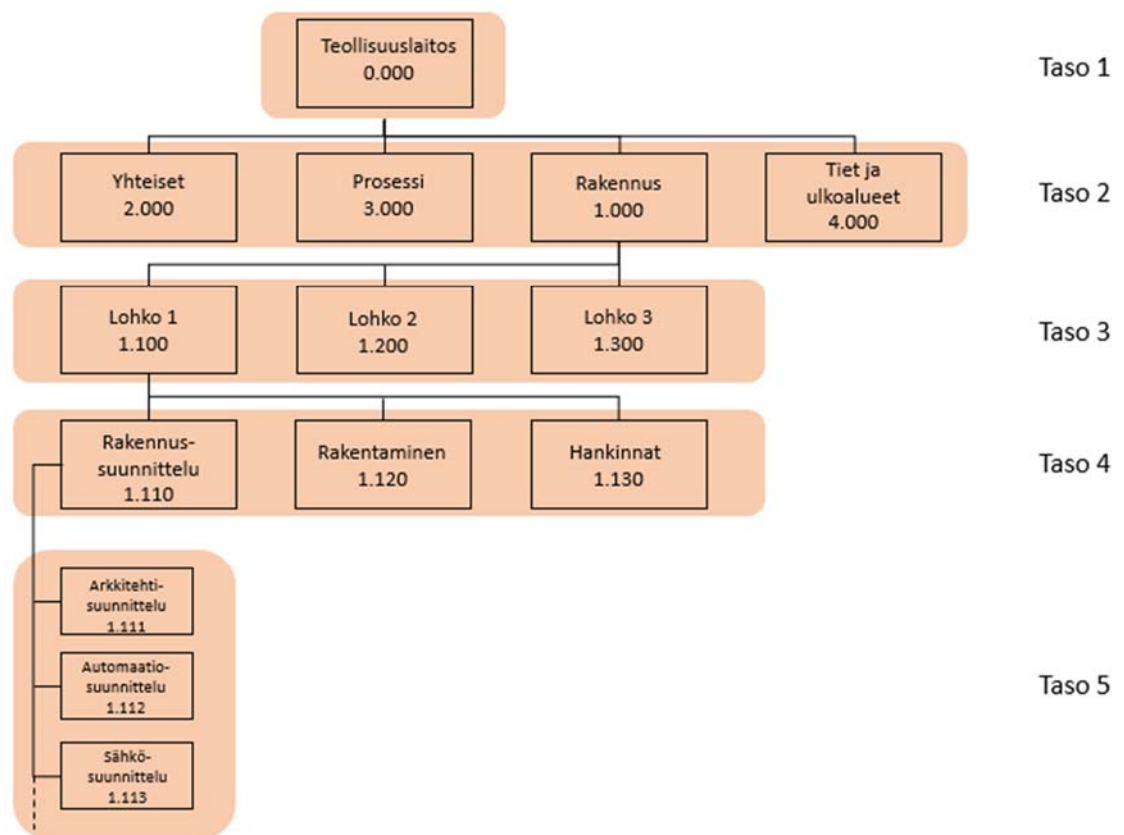 Teollisuuslaitos
0.000
Taso 1
Yhteiset
2.000
Prosessi
3.000
Rakennus
1.000
Tiet ja
ulkoalueet
4.000
Taso 2
Lohko 1
1.100
Lohko 2
1.200
Lohko 3
1.300
Taso 3
Rakennus-
suunnittelu
1.110
Rakentaminen
1.120
Hankinnat
1.130
Taso 4
Arkkitehti-
suunnittelu
1.111
Automaatio-
suunnittelu
1.112
Sähkö-
suunnittelu
1.113
Taso 5